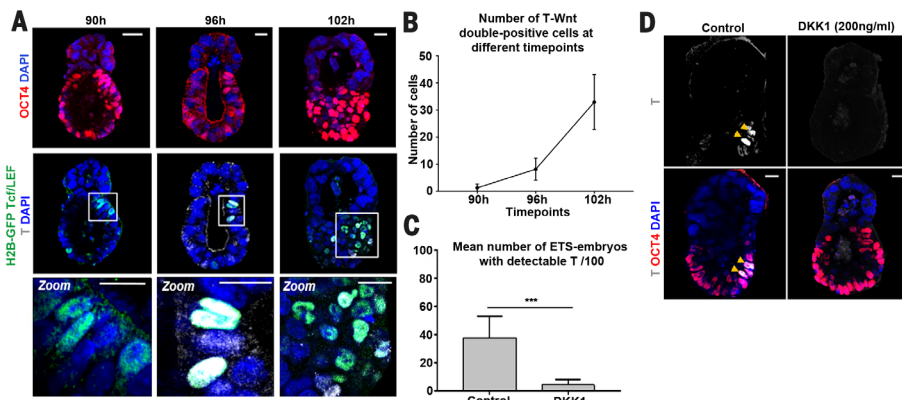 A
90h
96h
102h
OCT4 DAPI
H2B-GFP Tcf/LEF
T DAPI
Zoom
Zoom
Zoom
B
Number of T-Wnt
double-positive cells at
different timepoints
Number of cells
50
40
30
20
10
0
90h
96h
102h
Timepoints
C
Mean number of ETS-embryos
with detectable T /100
100
80
60
40
20
0
***
Control
DKK1
D
Control
DKK1 (200ng/ml)
T
T OCT4 DAPI